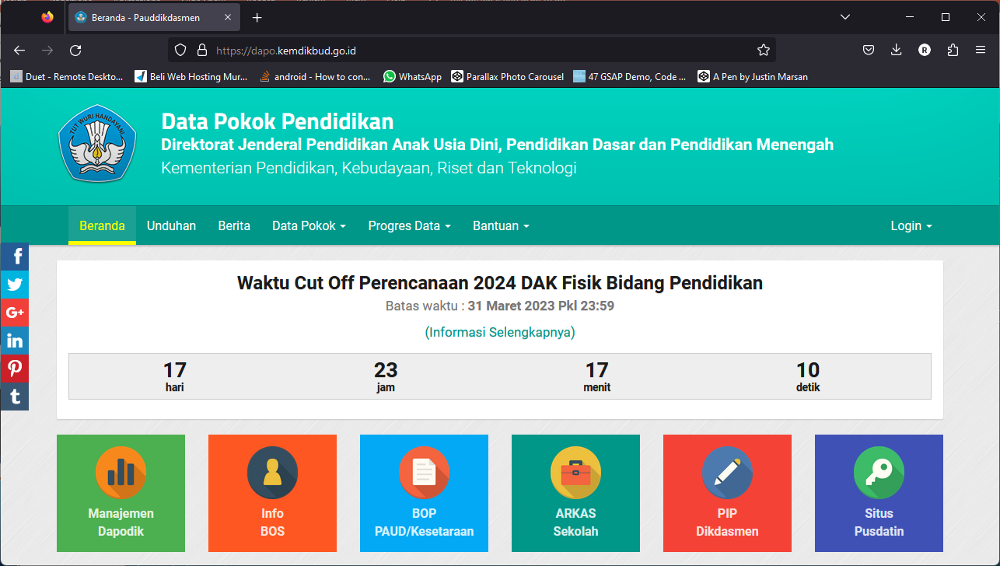 Beranda - Pauddikdasmen
https://dapo.kemdikbud.go.id
R
Duet - Remote Deskto...
Beli Web Hosting Mur...
android - How to con...
WhatsApp
Parallax Photo Carousel
47 GSAP Demo, Code ...
A Pen by Justin Marsan
TUT WURI HANDAYANI
Data Pokok Pendidikan
Direktorat Jenderal Pendidikan Anak Usia Dini, Pendidikan Dasar dan Pendidikan Menengah
Kementerian Pendidikan, Kebudayaan, Riset dan Teknologi
Beranda
Unduhan
Berita
Data Pokok
Progres Data
Bantuan
Login
f
G+
in
t
Waktu Cut Off Perencanaan 2024 DAK Fisik Bidang Pendidikan
Batas waktu : 31 Maret 2023 Pkl 23:59
(Informasi Selengkapnya)
17 23 17 10
hari jam menit detik
Manajemen
Dapodik
Info
BOS
BOP
PAUD/Kesetaraan
ARKAS
Sekolah
PIP
Dikdasmen
Situs
Pusdatin